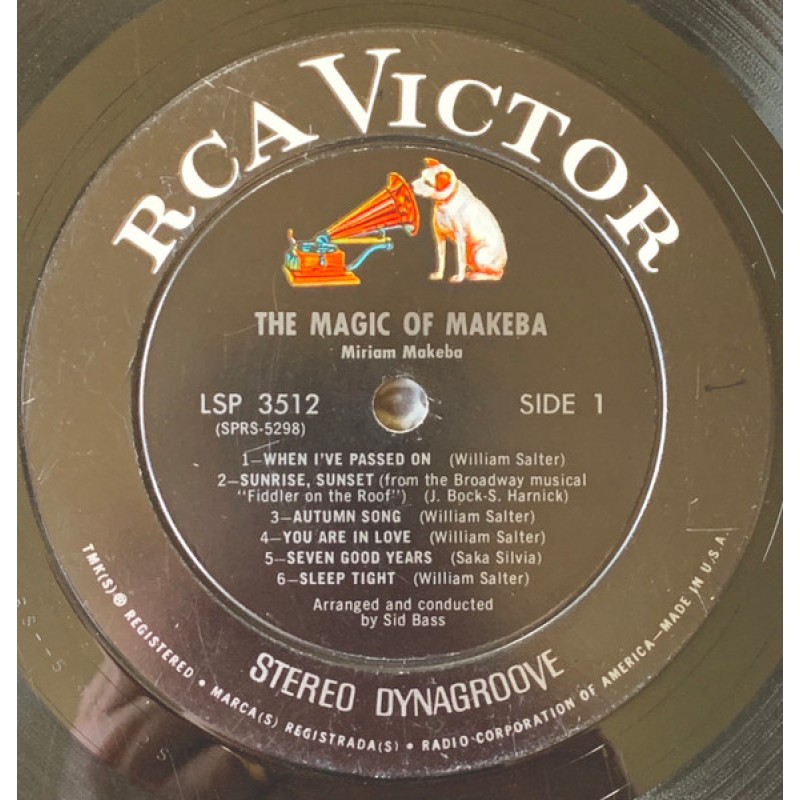 RCA VICTOR
THE MAGIC OF MAKEBA
Miriam Makeba
LSP 3512
(SPRS-5298)
SIDE 1
1—WHEN I'VE PASSED ON (William Salter)
2—SUNRISE, SUNSET (from the Broadway musical
"Fiddler on the Roof") (J. Bock-S. Harnick)
3—AUTUMN SONG (William Salter)
4—YOU ARE IN LOVE (William Salter)
5—SEVEN GOOD YEARS (Saka Silvia)
6—SLEEP TIGHT (William Salter)
Arranged and conducted
by Sid Bass
STEREO DYNAGROOVE
TMK(S) ® REGISTERED • MARCA(S) REGISTRADA(S) • RADIO CORPORATION OF AMERICA—MADE IN U.S.A.